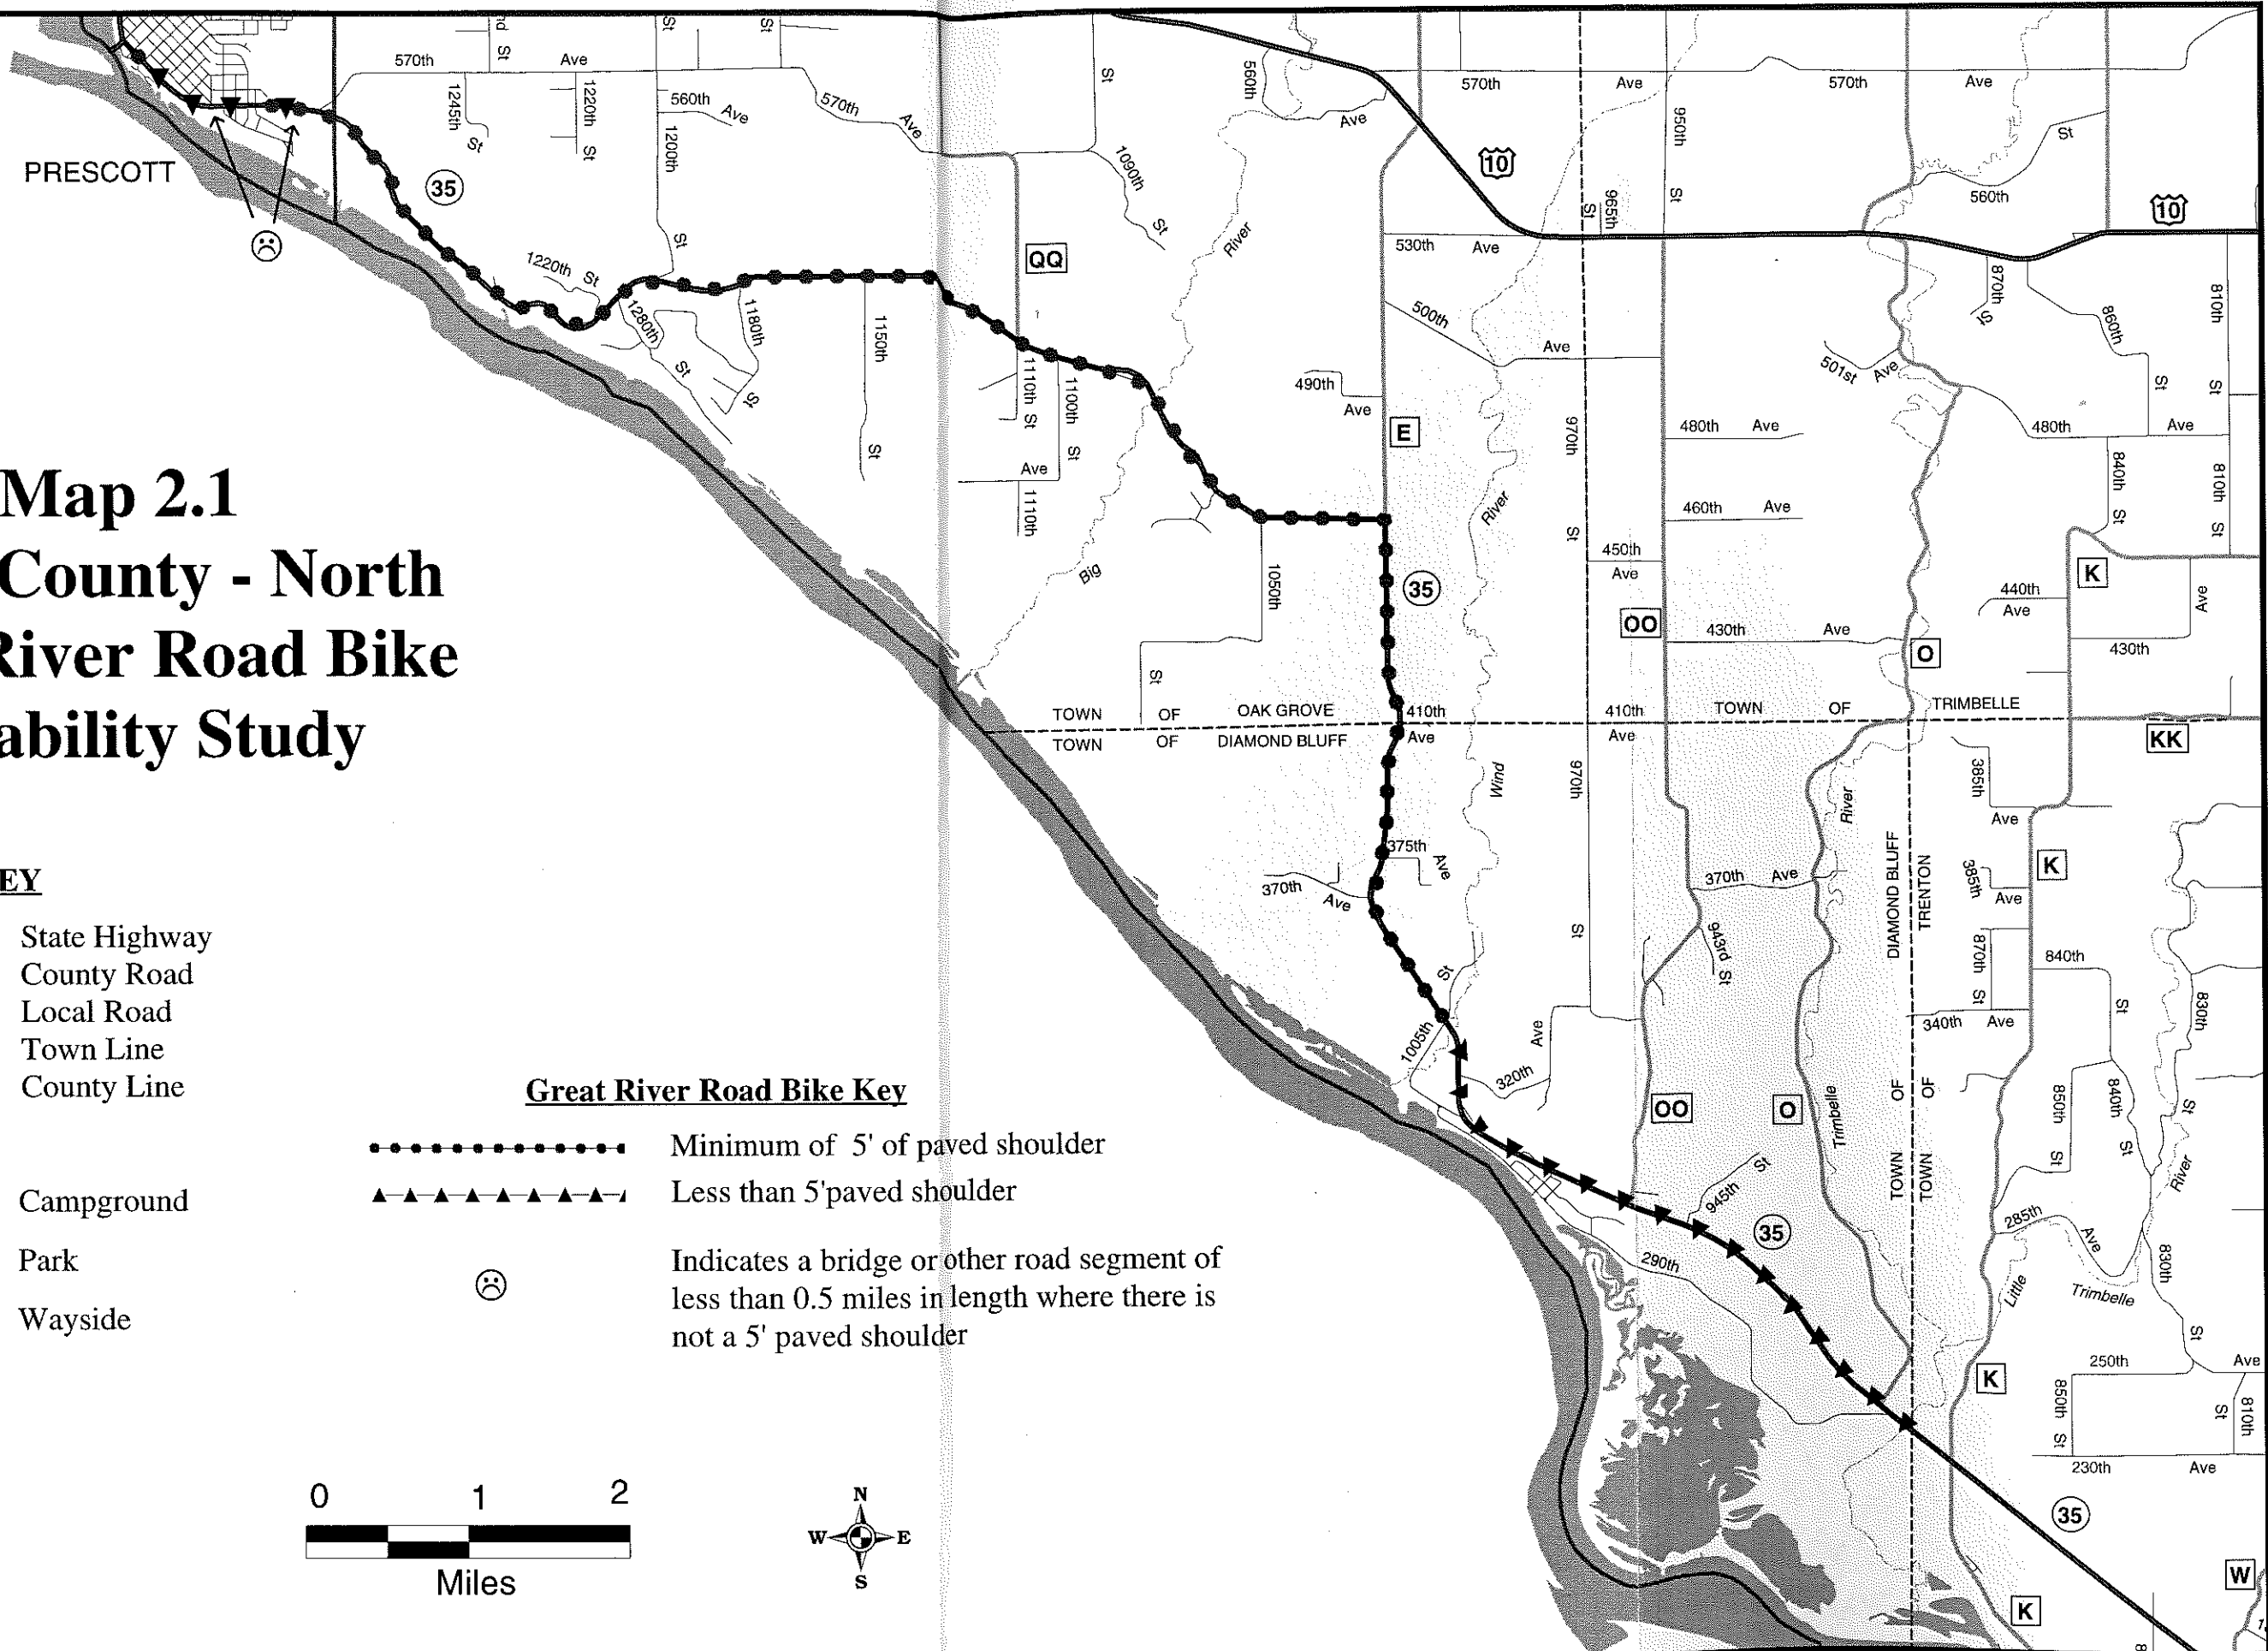 Map 2.1
County - North
River Road Bike
ability Study
EY
State Highway
County Road
Local Road
Town Line
County Line
Campground
Park
Wayside
Great River Road Bike Key
Minimum of 5' of paved shoulder
Less than 5'paved shoulder
Indicates a bridge or other road segment of
less than 0.5 miles in length where there is
not a 5' paved shoulder
0 1 2
Miles
N
W E
S
PRESCOTT
35
570th Ave
St
St
St
1245th St
1220th St
560th Ave
1200th St
570th Ave
St
1090th St
560th Ave
River
Big
QQ
1220th St
1280th St
1180th St
1150th St
1110th St
1100th St
Ave
1110th
1050th St
570th Ave
10
950th St
965th St
530th Ave
500th Ave
490th Ave
E
River
Wind
970th St
450th Ave
35
OO
570th Ave
St
560th
10
870th St
860th St
810th St
501st Ave
480th Ave
480th Ave
460th Ave
840th St
810th St
K
440th Ave
Ave
430th Ave
430th
O
TOWN OF OAK GROVE
410th Ave
410th Ave
TOWN OF TRIMBELLE
TOWN OF DIAMOND BLUFF
KK
970th St
375th Ave
370th Ave
370th Ave
943rd St
River
Trimbelle
TOWN OF DIAMOND BLUFF
TOWN OF TRENTON
385th Ave
385th Ave
K
870th St
840th St
340th Ave
830th St
1005th St
320th Ave
OO
O
850th St
840th St
River
945th St
35
290th
285th Ave
Little
Trimbelle
830th St
K
250th Ave
850th St
810th St
230th Ave
35
W
K
8